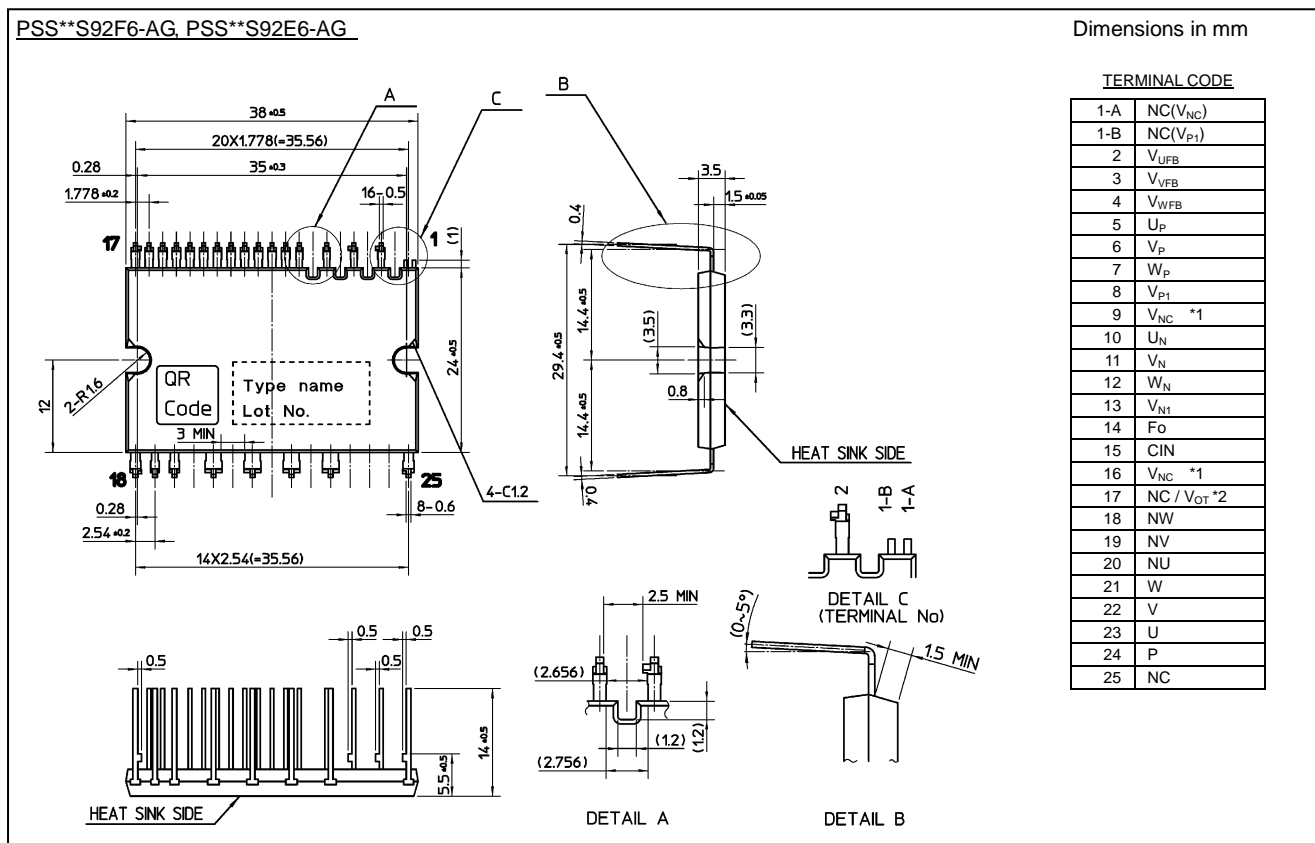 PSS**S92F6-AG, PSS**S92E6-AG
Dimensions in mm
A
C
B
38 ±0.5
20X1.778(=35.56)
0.28
35 ±0.3
1.778 ±0.2
16-0.5
17
1
(1)
2-R1.6
12
24 ±0.5
QR
Code
Type name
Lot No.
3 MIN
18
25
4-C1.2
0.28
8-0.6
2.54 ±0.2
14X2.54(=35.56)
3.5
1.5 ±0.05
0.4
29.4 ±0.5
14.4 ±0.5
14.4 ±0.5
(3.5)
(3.3)
0.8
0.4
HEAT SINK SIDE
2
1-B
1-A
DETAIL C
(TERMINAL No)
0.5
0.5
0.5
0.5
14 ±0.5
5.5 ±0.5
HEAT SINK SIDE
2.5 MIN
(2.656)
(1.2)
(1.2)
(2.756)
DETAIL A
(0~5°)
1.5 MIN
DETAIL B
TERMINAL CODE
1-A NC(VNC)
1-B NC(VP1)
2 VUFB
3 VVFB
4 VWFB
5 UP
6 VP
7 WP
8 VP1
9 VNC *1
10 UN
11 VN
12 WN
13 VN1
14 Fo
15 CIN
16 VNC *1
17 NC / VOT *2
18 NW
19 NV
20 NU
21 W
22 V
23 U
24 P
25 NC